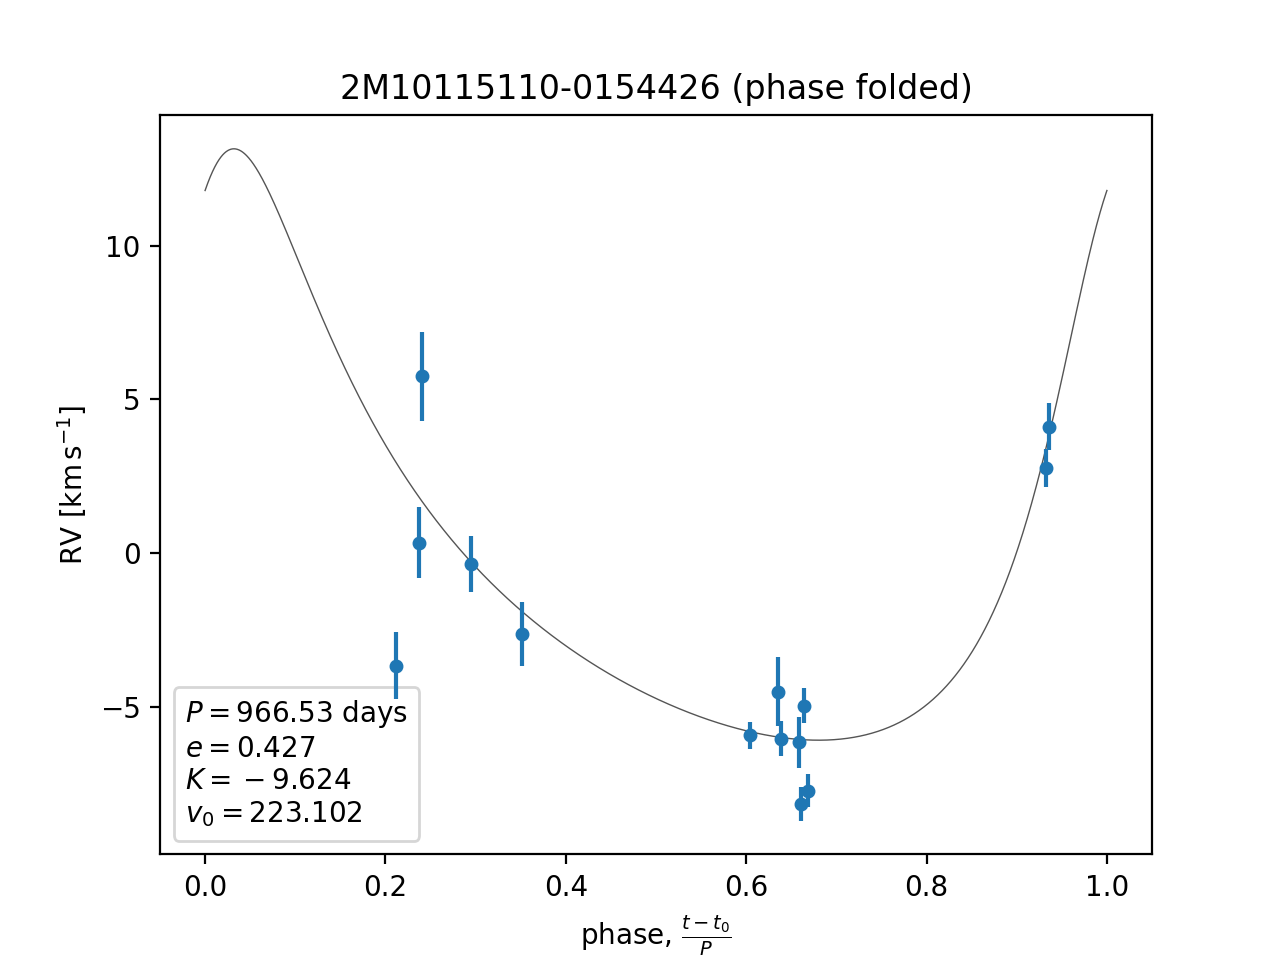 2M10115110-0154426 (phase folded)
RV [km s⁻¹]
10
5
0
−5
P = 966.53 days
e = 0.427
K = −9.624
v₀ = 223.102
0.0 0.2 0.4 0.6 0.8 1.0
phase, (t − t₀)/P